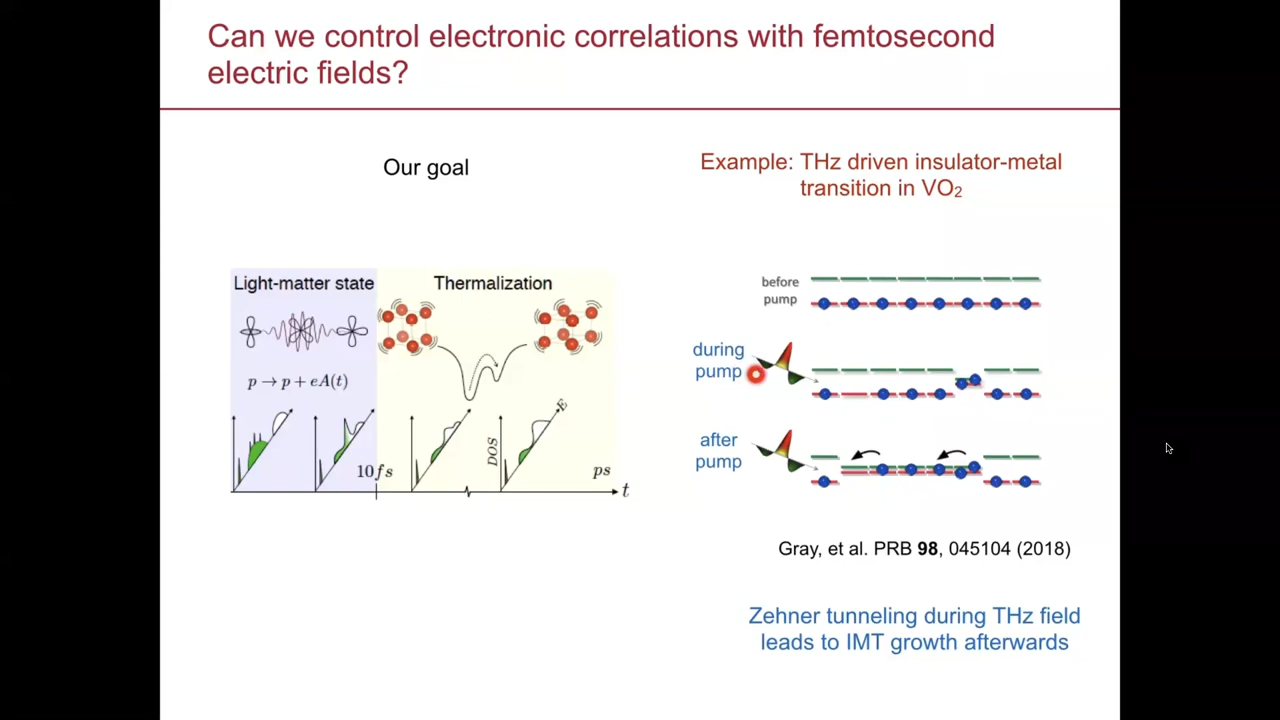 Can we control electronic correlations with femtosecond
electric fields?
Our goal
Example: THz driven insulator-metal
transition in VO₂
Light-matter state
Thermalization
p → p + eA(t)
E
DOS
10fs
ps
t
before
pump
during
pump
after
pump
Gray, et al. PRB 98, 045104 (2018)
Zehner tunneling during THz field
leads to IMT growth afterwards